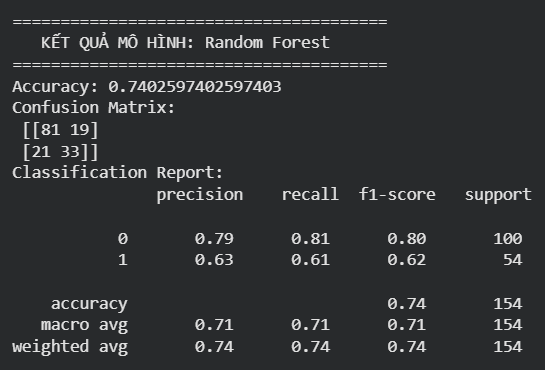 =======================================
KẾT QUẢ MÔ HÌNH: Random Forest
=======================================
Accuracy: 0.7402597402597403
Confusion Matrix:
[[81 19]
[21 33]]
Classification Report:
precision recall f1-score support
0 0.79 0.81 0.80 100
1 0.63 0.61 0.62 54
accuracy 0.74 154
macro avg 0.71 0.71 0.71 154
weighted avg 0.74 0.74 0.74 154